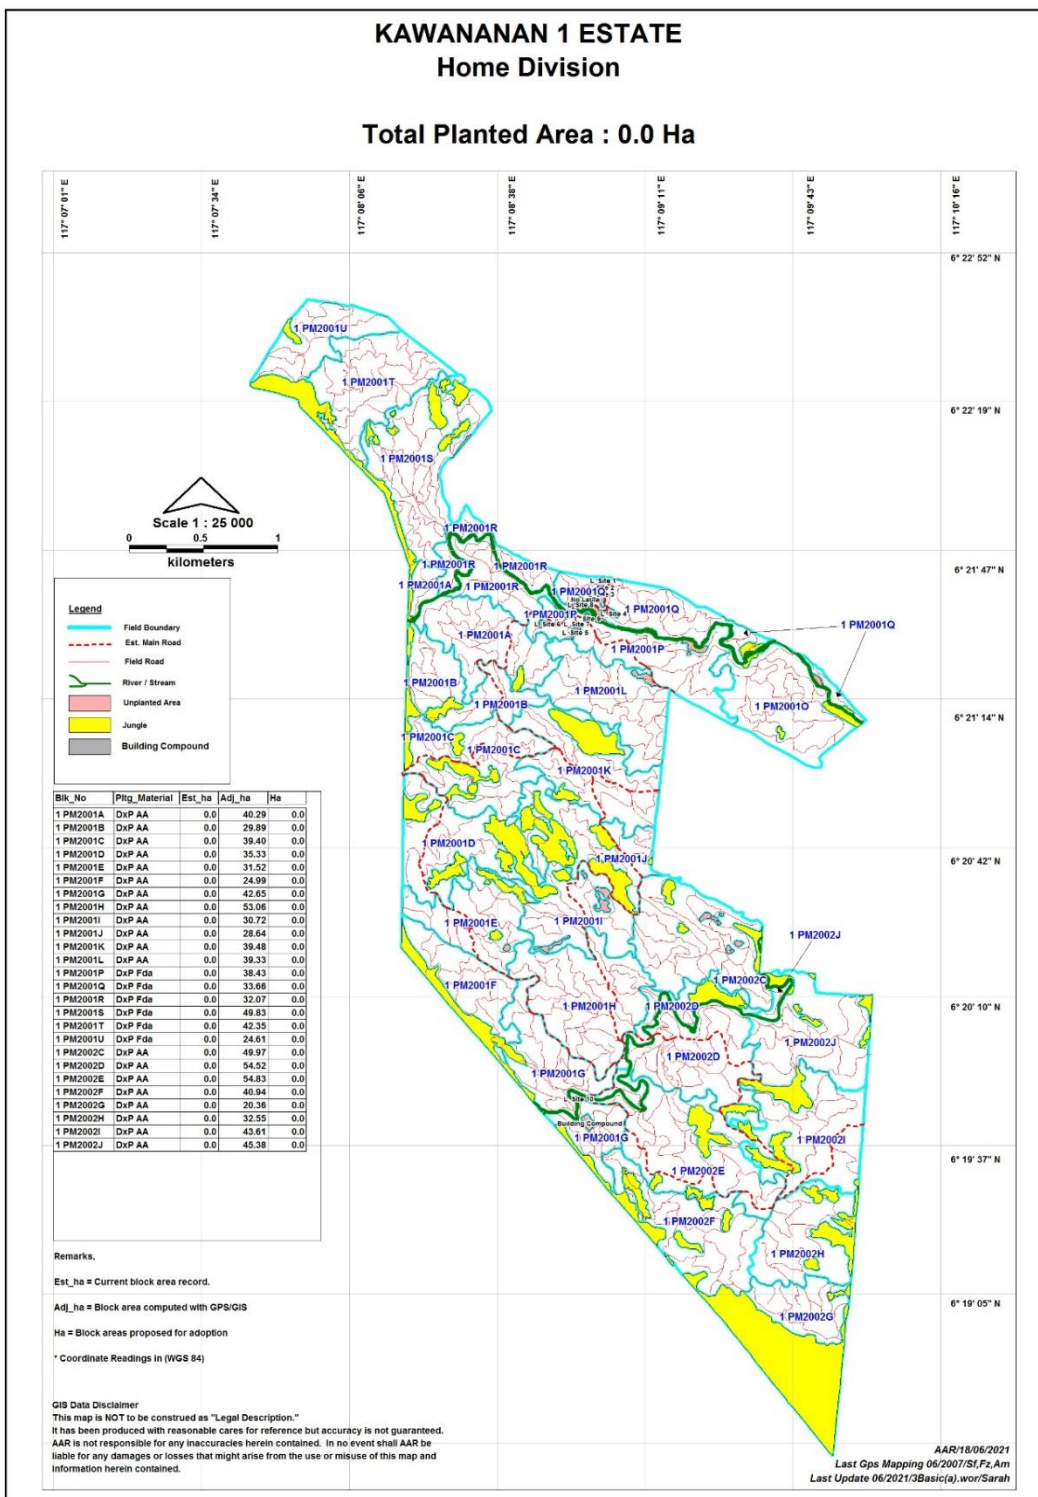 KAWANANAN 1 ESTATE
Home Division
Total Planted Area : 0.0 Ha
117° 07' 01" E
117° 07' 34" E
117° 08' 06" E
117° 08' 38" E
117° 09' 11" E
117° 09' 43" E
117° 10' 16" E
6° 22' 52" N
1 PM2001U
1 PM2001T
6° 22' 19" N
1 PM2001S
Scale 1 : 25 000
0 0.5 1
kilometers
1 PM2001R
1 PM2001R
1 PM2001R
6° 21' 47" N
1 PM2001A
1 PM2001R
1 PM2001Q
L_Site 1
1 PM2001Q
L_Site 4
1 PM2001P
L_Site 6
L_Site 5
1 PM2001Q
1 PM2001A
1 PM2001P
1 PM2001B
1 PM2001L
1 PM2001B
1 PM2001O
6° 21' 14" N
1 PM2001C
1 PM2001C
1 PM2001K
Legend
Field Boundary
Est. Main Road
Field Road
River / Stream
Unplanted Area
Jungle
Building Compound
Blk_No Pltg_Material Est_ha Adj_ha Ha
1 PM2001A DxP AA 0.0 40.29 0.0
1 PM2001B DxP AA 0.0 29.89 0.0
1 PM2001C DxP AA 0.0 39.40 0.0
1 PM2001D DxP AA 0.0 35.33 0.0
1 PM2001E DxP AA 0.0 31.52 0.0
1 PM2001F DxP AA 0.0 24.99 0.0
1 PM2001G DxP AA 0.0 42.65 0.0
1 PM2001H DxP AA 0.0 53.06 0.0
1 PM2001I DxP AA 0.0 30.72 0.0
1 PM2001J DxP AA 0.0 28.64 0.0
1 PM2001K DxP AA 0.0 39.48 0.0
1 PM2001L DxP AA 0.0 39.33 0.0
1 PM2001P DxP Fda 0.0 38.43 0.0
1 PM2001Q DxP Fda 0.0 33.66 0.0
1 PM2001R DxP Fda 0.0 32.07 0.0
1 PM2001S DxP Fda 0.0 49.83 0.0
1 PM2001T DxP Fda 0.0 42.35 0.0
1 PM2001U DxP Fda 0.0 24.61 0.0
1 PM2002C DxP AA 0.0 49.97 0.0
1 PM2002D DxP AA 0.0 54.52 0.0
1 PM2002E DxP AA 0.0 54.83 0.0
1 PM2002F DxP AA 0.0 40.94 0.0
1 PM2002G DxP AA 0.0 20.36 0.0
1 PM2002H DxP AA 0.0 32.55 0.0
1 PM2002I DxP AA 0.0 43.61 0.0
1 PM2002J DxP AA 0.0 45.38 0.0
1 PM2001D
1 PM2001J
6° 20' 42" N
1 PM2001E
1 PM2001I
1 PM2002J
1 PM2001F
1 PM2002C
1 PM2001H
1 PM2002D
6° 20' 10" N
1 PM2002D
1 PM2002J
1 PM2001G
L_Site 10
Building Compound
1 PM2001G
1 PM2002I
6° 19' 37" N
1 PM2002E
1 PM2002F
1 PM2002H
6° 19' 05" N
1 PM2002G
Remarks,
Est_ha = Current block area record.
Adj_ha = Block area computed with GPS/GIS
Ha = Block areas proposed for adoption
* Coordinate Readings in (WGS 84)
GIS Data Disclaimer
This map is NOT to be construed as "Legal Description."
It has been produced with reasonable cares for reference but accuracy is not guaranteed.
AAR is not responsible for any inaccuracies herein contained. In no event shall AAR be
liable for any damages or losses that might arise from the use or misuse of this map and
information herein contained.
AAR/18/06/2021
Last Gps Mapping 06/2007/Sf,Fz,Am
Last Update 06/2021/3Basic(a).wor/Sarah